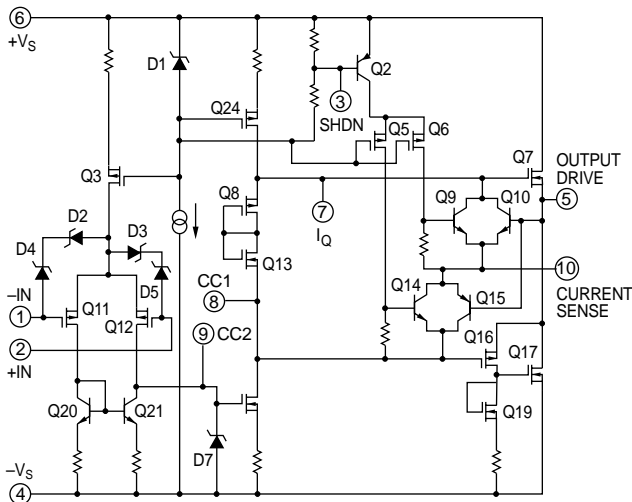 6
+VS
D1
Q2
3
SHDN
Q24
Q5
Q6
Q3
Q7
OUTPUT
DRIVE
5
Q8
7
IQ
Q9
Q10
D2
D3
D4
D5
Q13
10
CURRENT
SENSE
–IN
1
Q11
Q12
CC1
8
Q14
Q15
2
+IN
9
CC2
Q16
Q17
Q20
Q21
Q19
D7
–VS
4